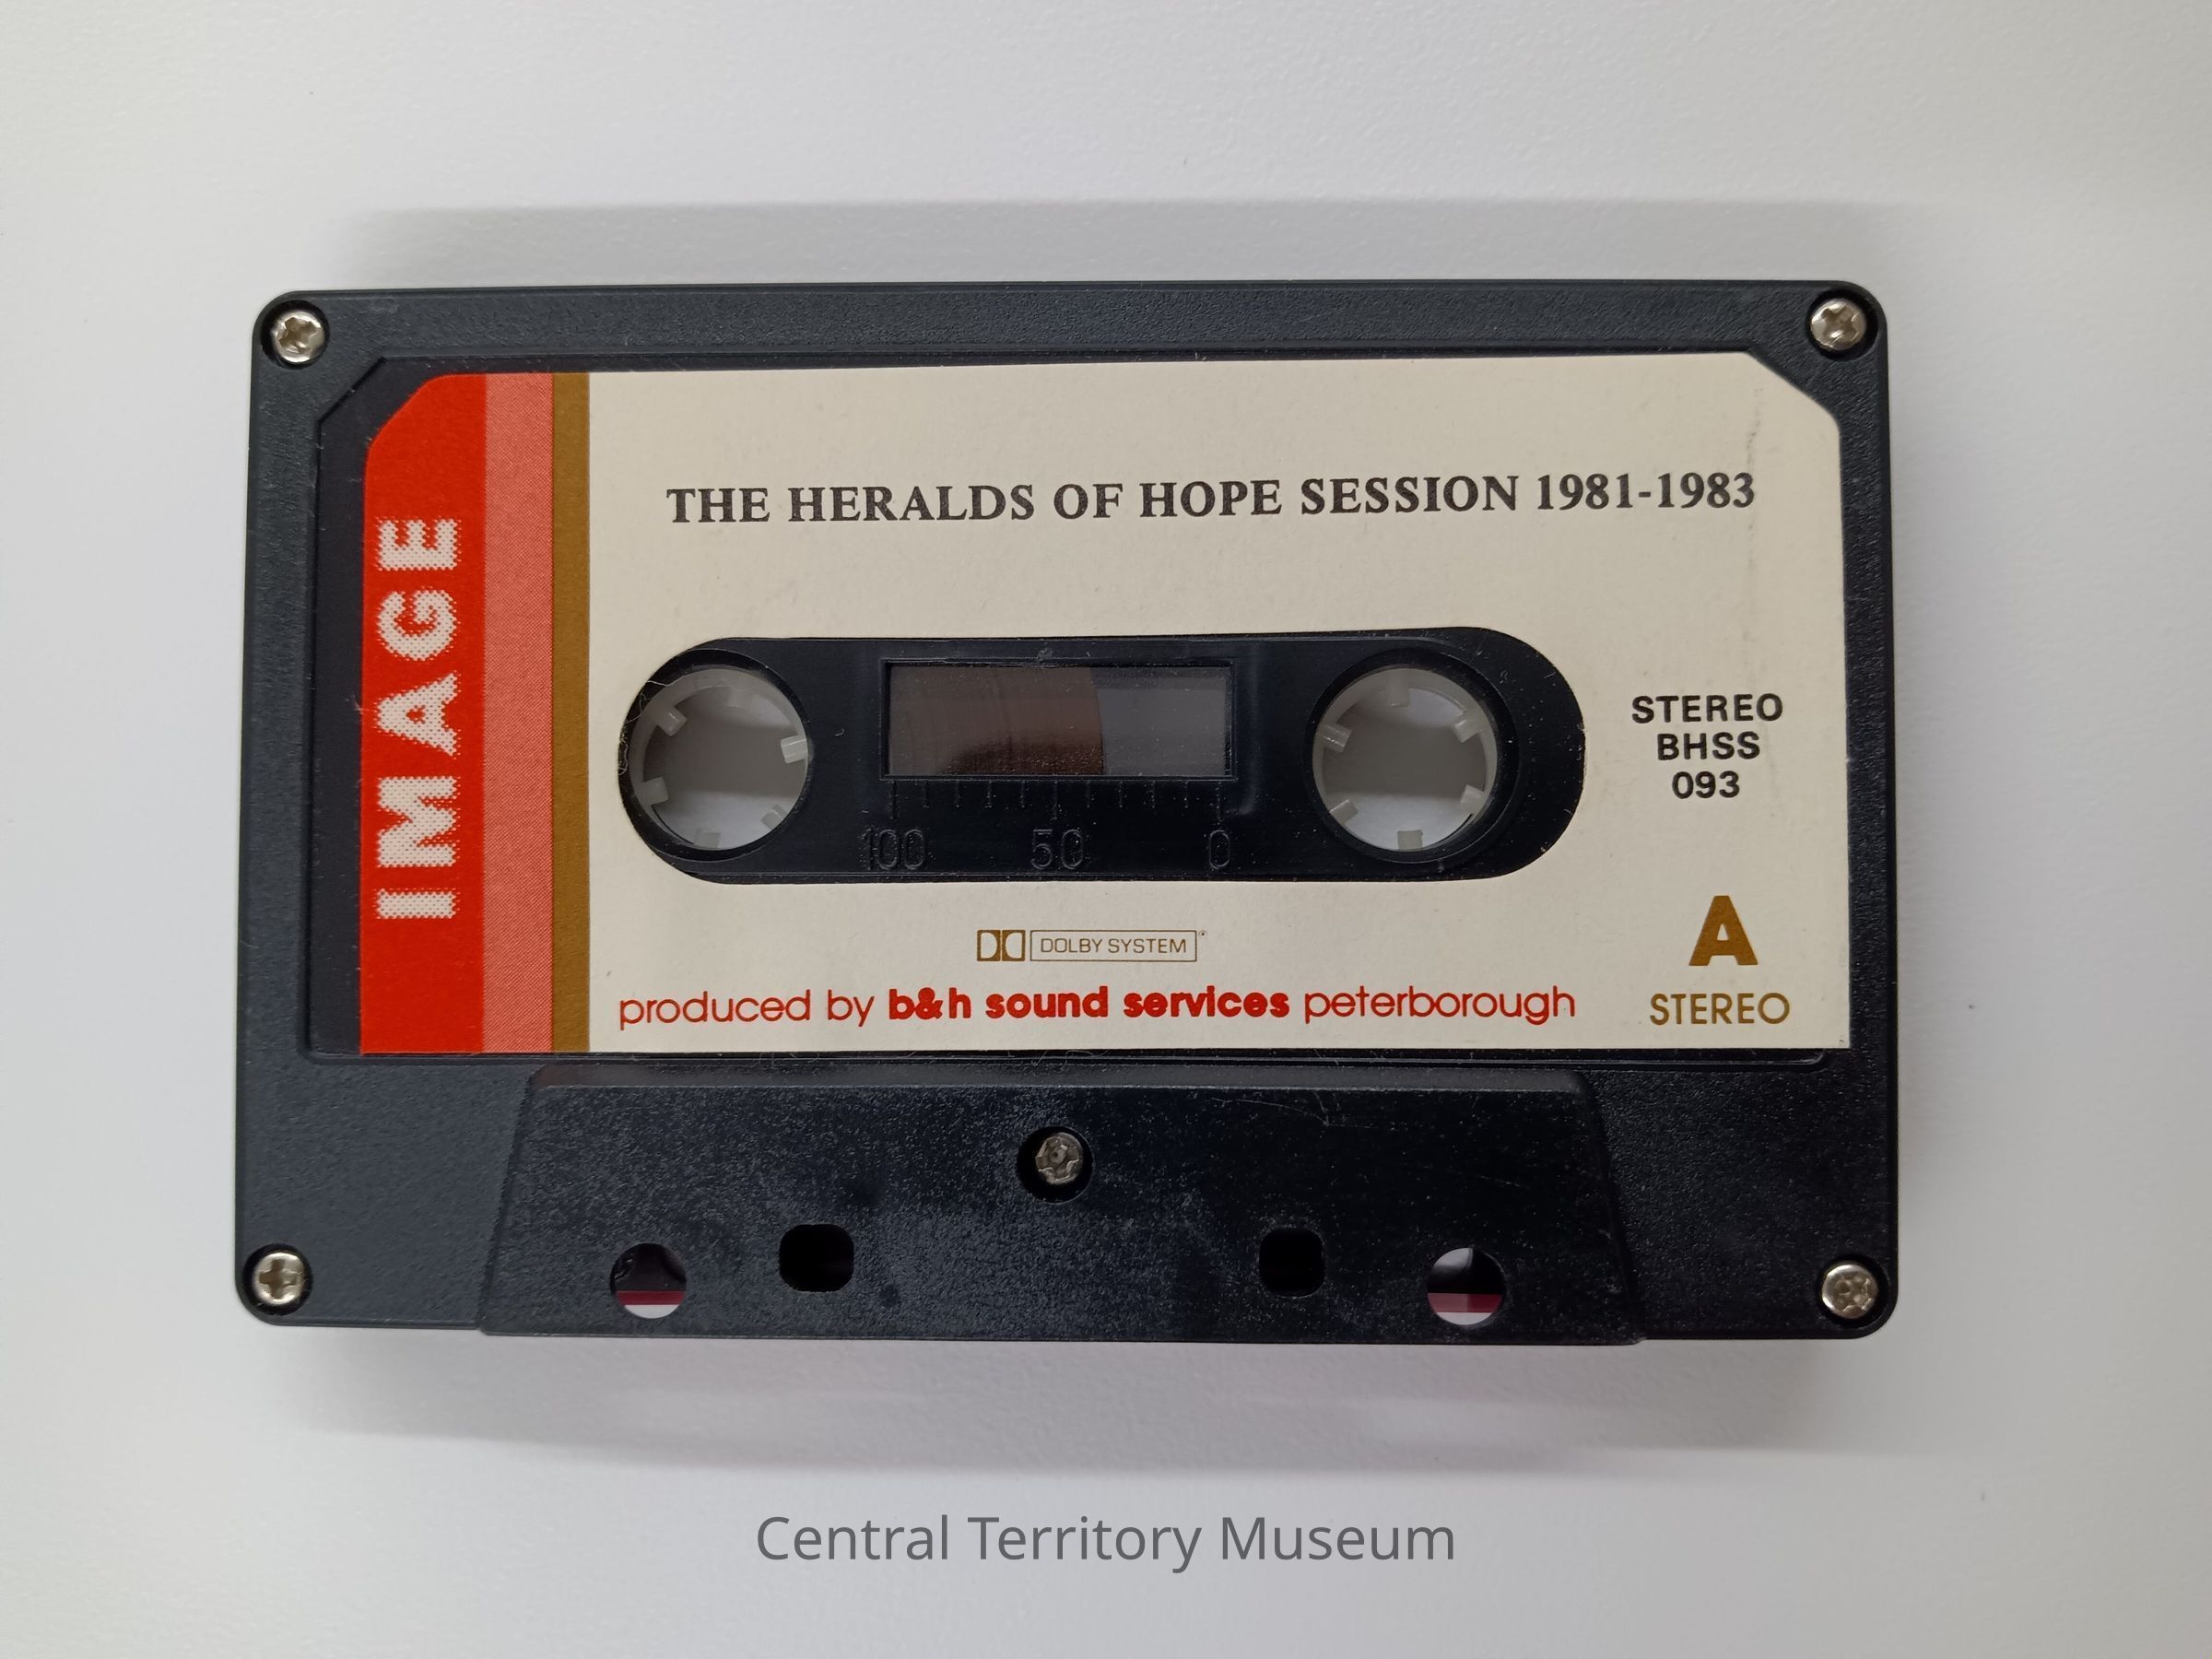 THE HERALDS OF HOPE SESSION 1981-1983
IMAGE
STEREO
BHSS
093
100 50 0
DOLBY SYSTEM
A
STEREO
produced by b&h sound services peterborough
Central Territory Museum